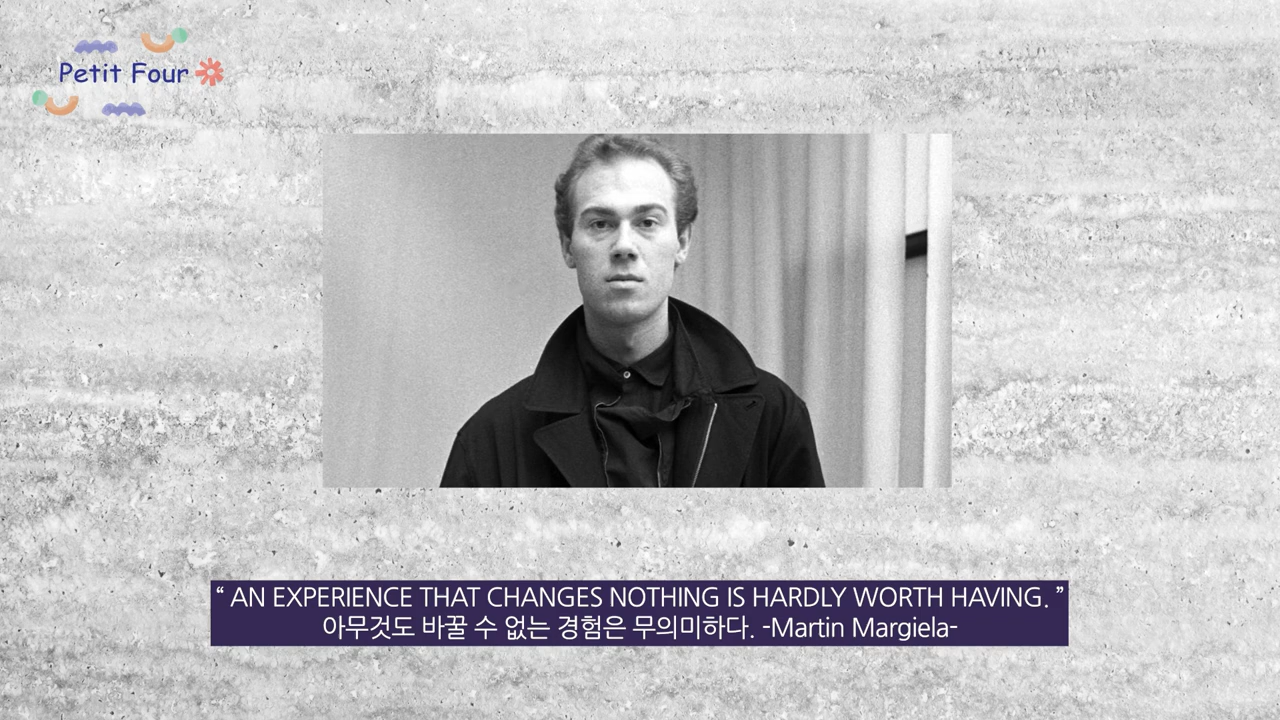 Petit Four
“ AN EXPERIENCE THAT CHANGES NOTHING IS HARDLY WORTH HAVING. ”
아무것도 바꿀 수 없는 경험은 무의미하다. -Martin Margiela-